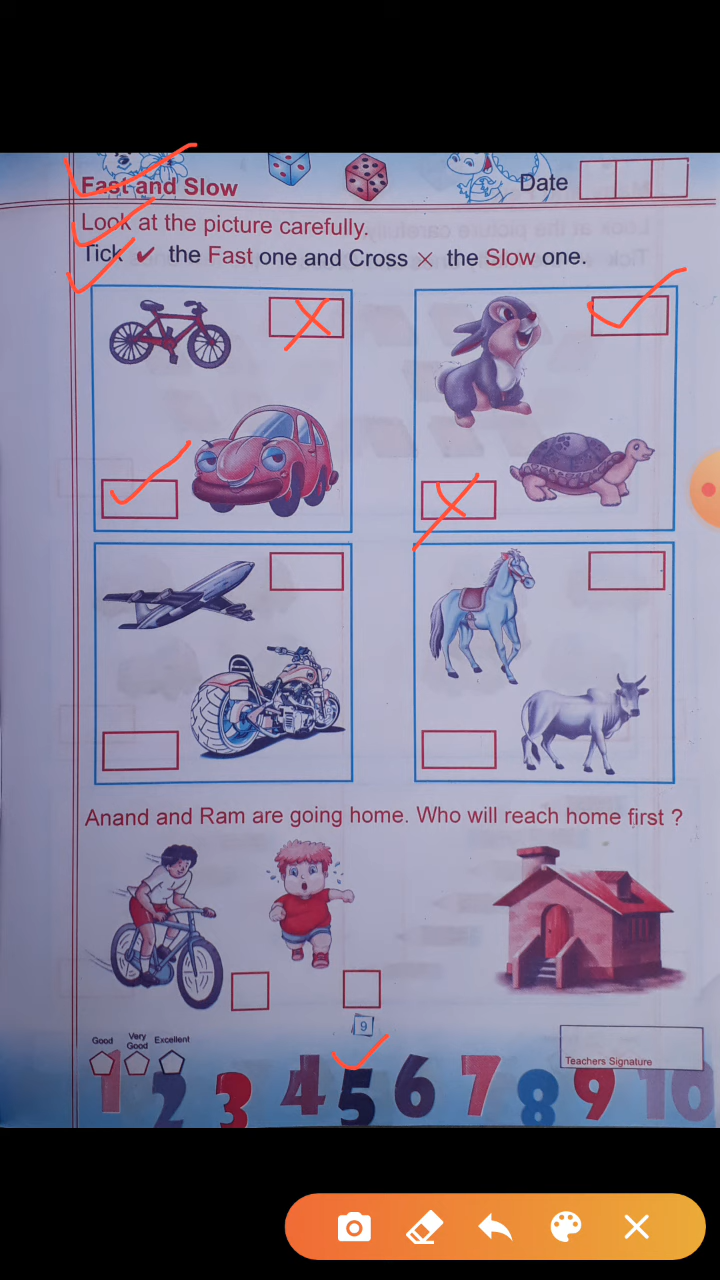 Fast and Slow
Date
Look at the picture carefully.
Tick ✔ the Fast one and Cross × the Slow one.
Anand and Ram are going home. Who will reach home first ?
9
Good
Very Good
Excellent
Teachers Signature
1 2 3 4 5 6 7 8 9 10